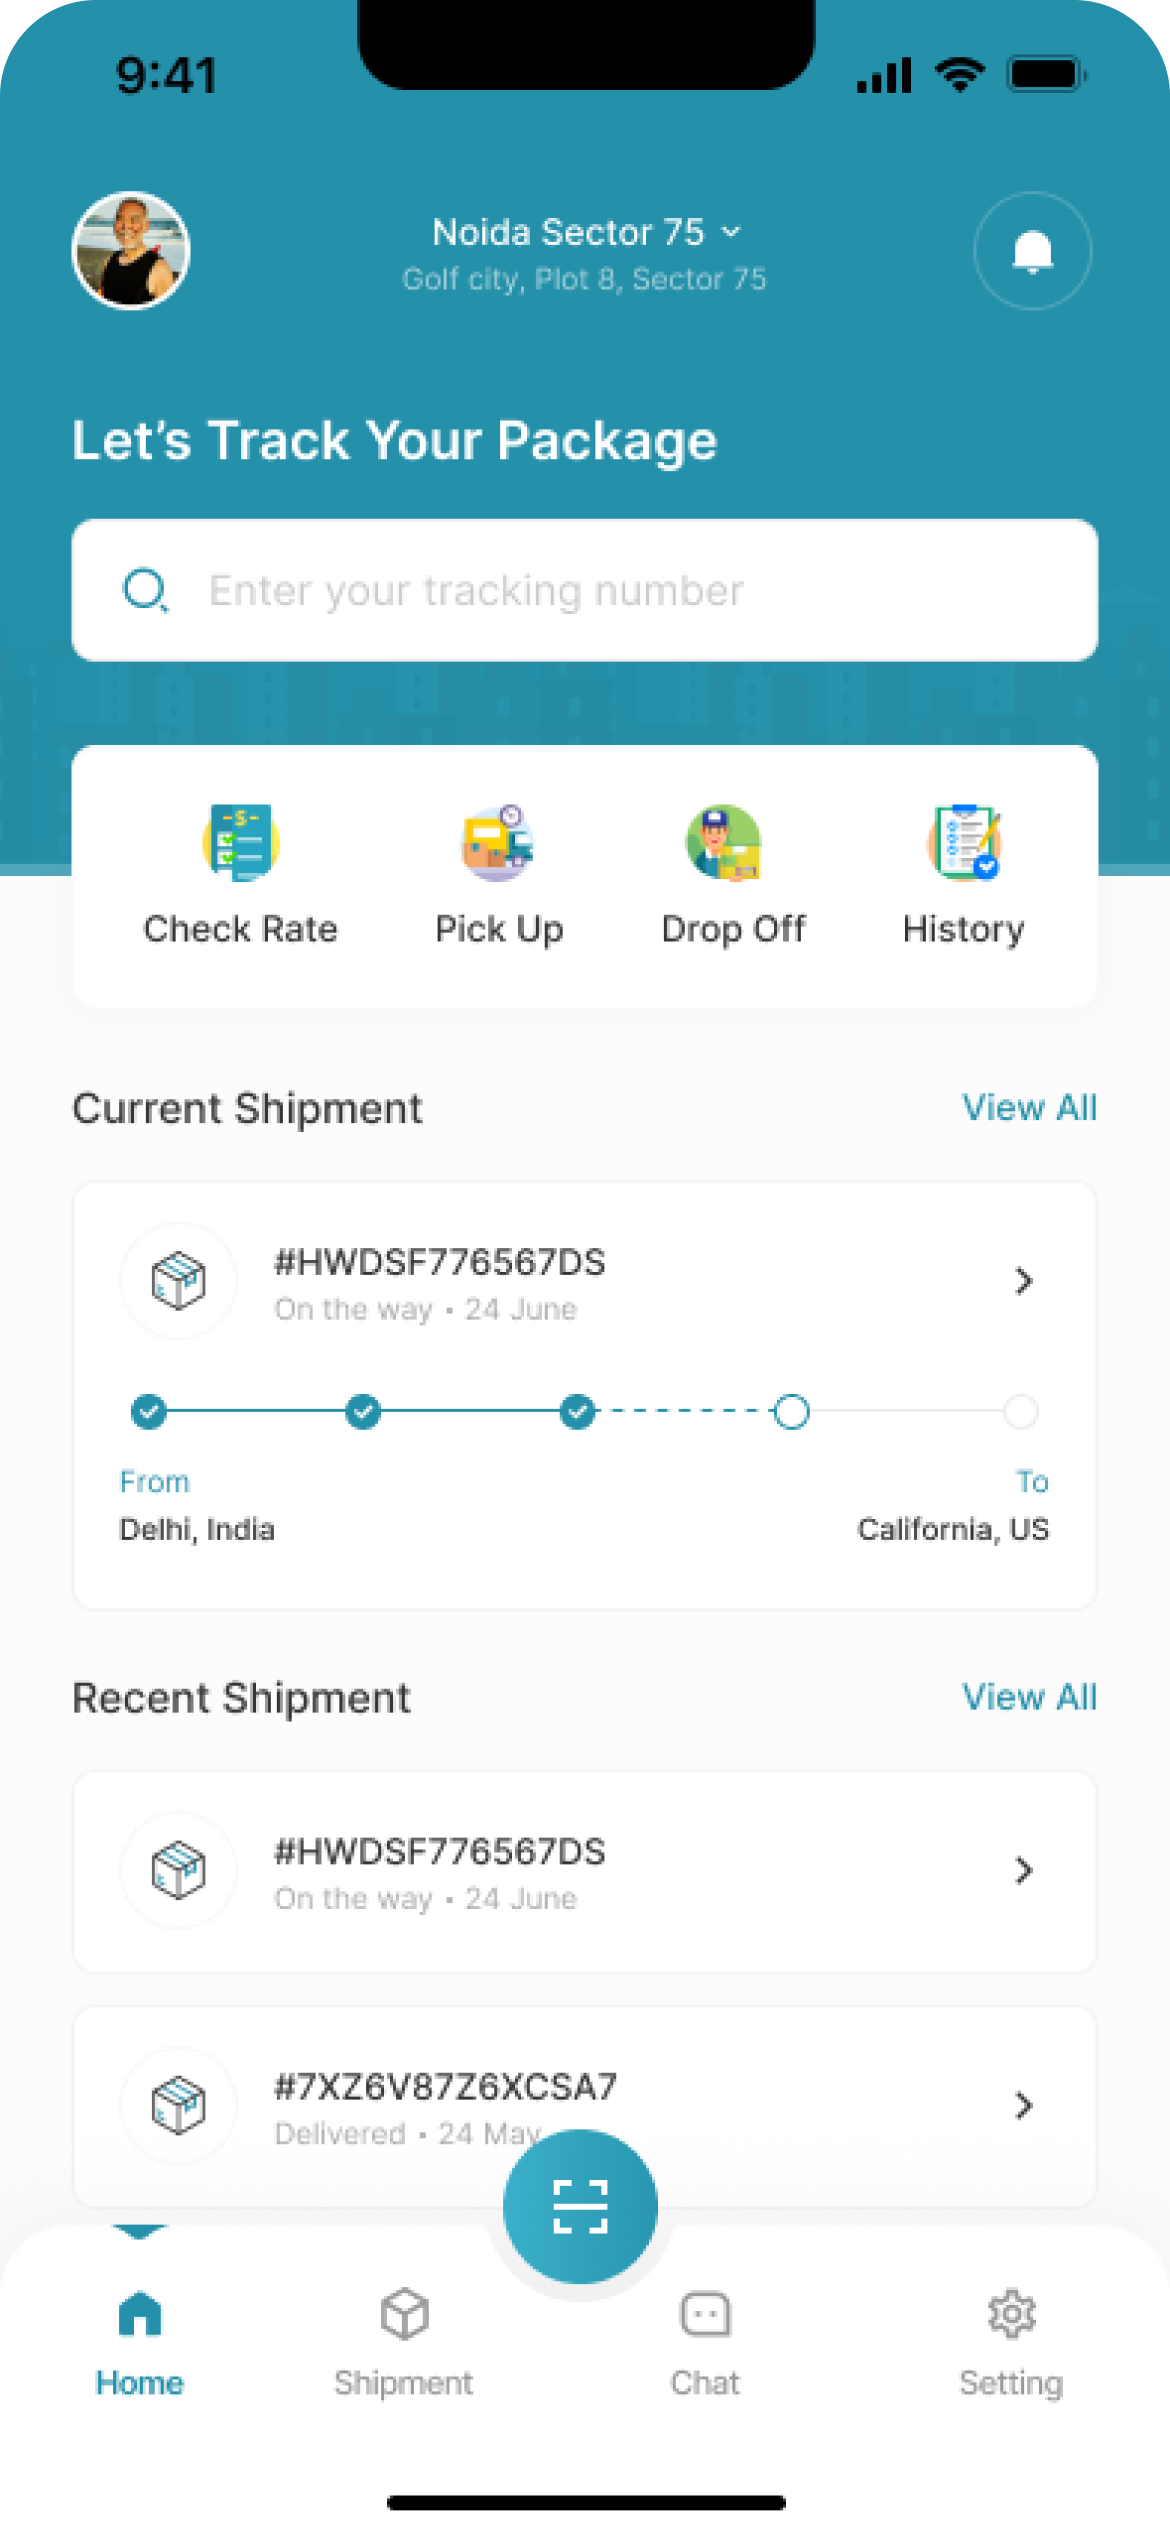 9:41
Noida Sector 75
Golf city, Plot 8, Sector 75
Let's Track Your Package
Enter your tracking number
-$-
Check Rate
Pick Up
Drop Off
History
Current Shipment
View All
#HWDSF776567DS
On the way • 24 June
From
To
Delhi, India
California, US
Recent Shipment
View All
#HWDSF776567DS
On the way • 24 June
#7XZ6V87Z6XCSA7
Delivered • 24 May
Home
Shipment
Chat
Setting